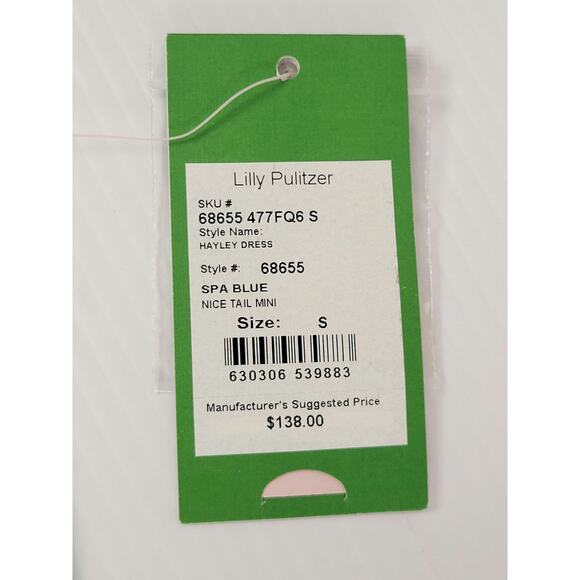 Lilly Pulitzer
SKU #
68655 477FQ6 S
Style Name:
HAYLEY DRESS
Style #: 68655
SPA BLUE
NICE TAIL MINI
Size: S
630306 539883
Manufacturer's Suggested Price
$138.00